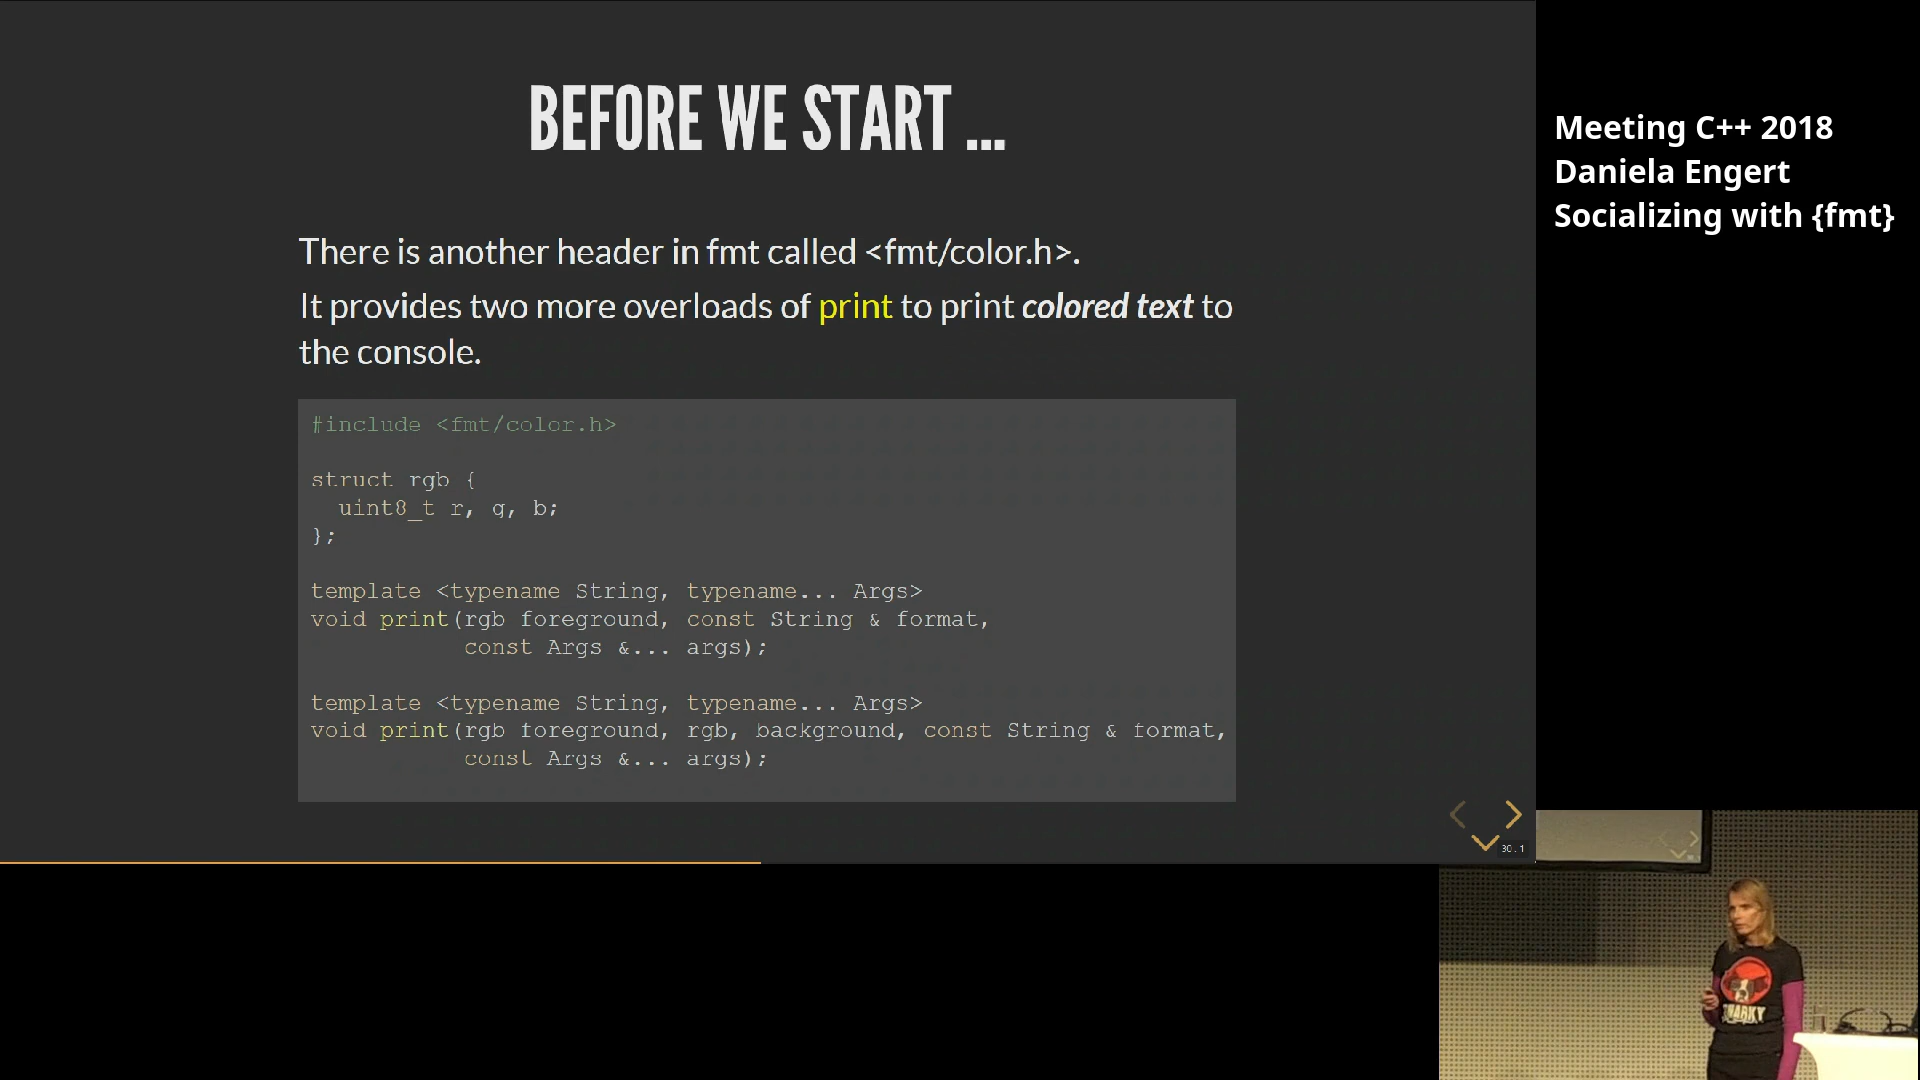 BEFORE WE START ...
There is another header in fmt called <fmt/color.h>.
It provides two more overloads of print to print colored text to
the console.
#include <fmt/color.h>
struct rgb {
uint8_t r, g, b;
};
template <typename String, typename... Args>
void print(rgb foreground, const String & format,
const Args &... args);
template <typename String, typename... Args>
void print(rgb foreground, rgb, background, const String & format,
const Args &... args);
30.1
Meeting C++ 2018
Daniela Engert
Socializing with {fmt}